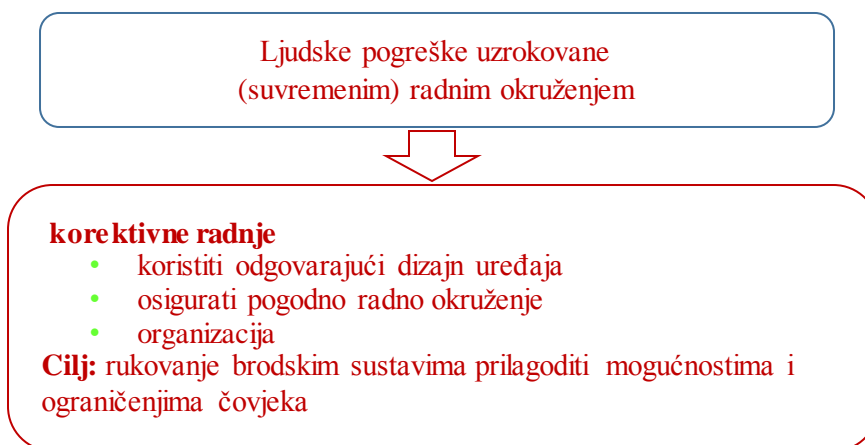 Ljudske pogreške uzrokovane
(suvremenim) radnim okruženjem
korektivne radnje
• koristiti odgovarajući dizajn uređaja
• osigurati pogodno radno okruženje
• organizacija
Cilj: rukovanje brodskim sustavima prilagoditi mogućnostima i
ograničenjima čovjeka